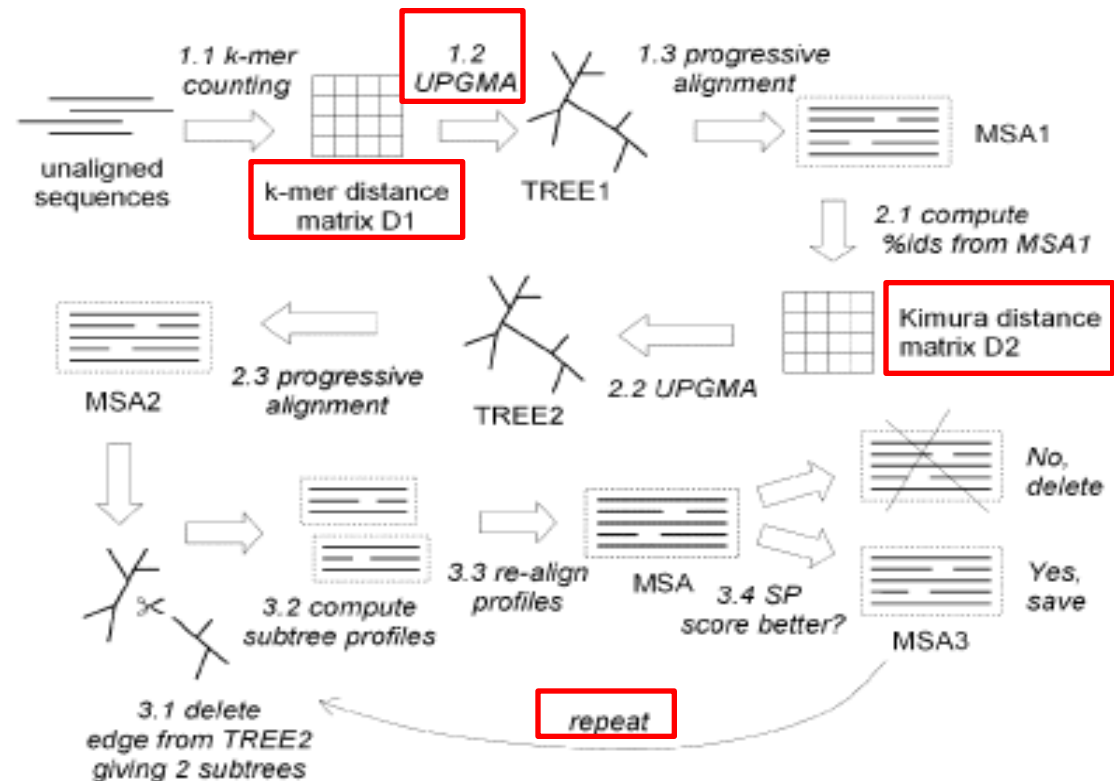 1.1 k-mer
counting
1.2
UPGMA
1.3 progressive
alignment
unaligned
sequences
k-mer distance
matrix D1
TREE1
MSA1
2.1 compute
%ids from MSA1
Kimura distance
matrix D2
2.2 UPGMA
TREE2
2.3 progressive
alignment
MSA2
3.1 delete
edge from TREE2
giving 2 subtrees
3.2 compute
subtree profiles
3.3 re-align
profiles
MSA
3.4 SP
score better?
No,
delete
Yes,
save
MSA3
repeat